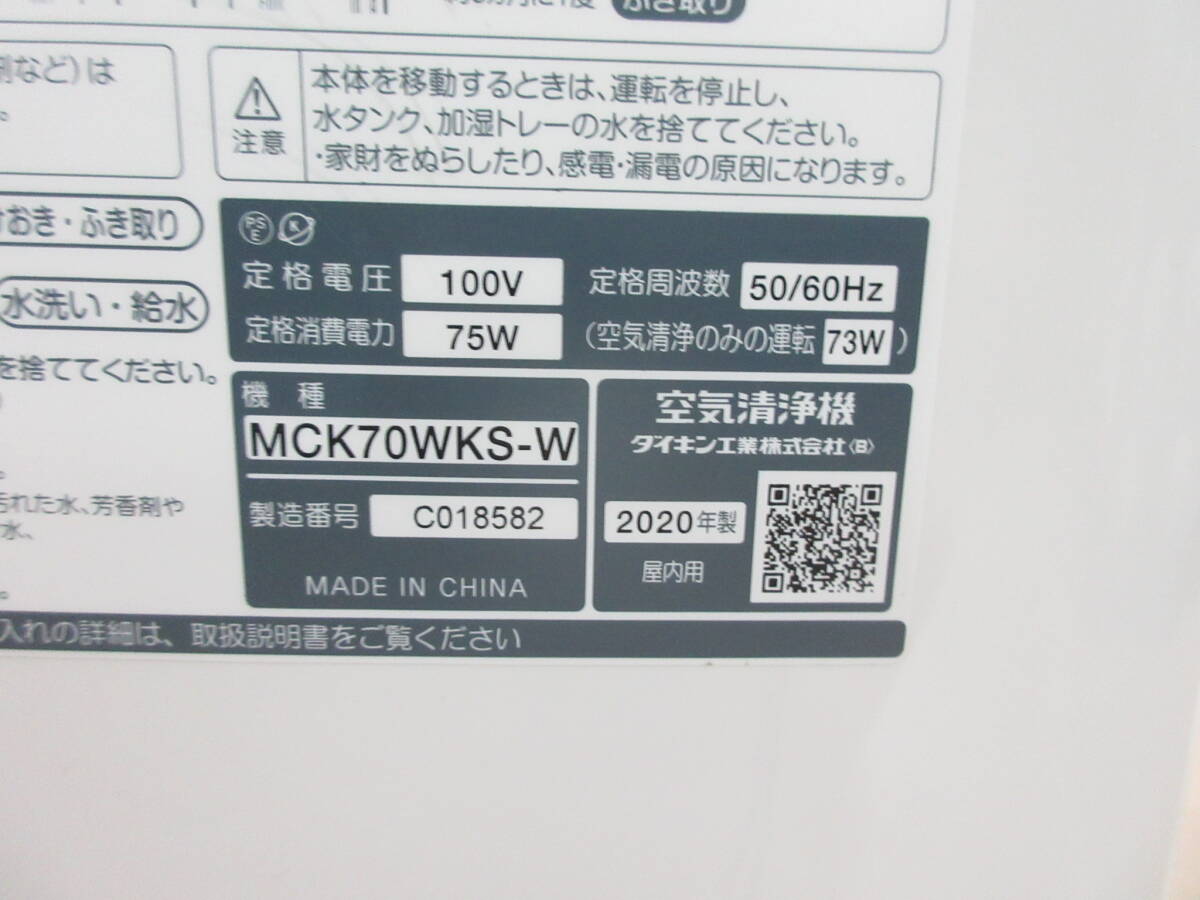 ふき取り
剤など)は
。
注意
本体を移動するときは、運転を停止し、
水タンク、加湿トレーの水を捨ててください。
・家財をぬらしたり、感電・漏電の原因になります。
けおき・ふき取り
水洗い・給水
を捨ててください。
汚れた水、芳香剤や
水、
PS E
K
定格電圧 100V 定格周波数 50/60Hz
定格消費電力 75W (空気清浄のみの運転 73W)
機種
MCK70WKS-W
製造番号 C018582
MADE IN CHINA
空気清浄機
ダイキン工業株式会社〈B〉
2020年製
屋内用
入れの詳細は、取扱説明書をご覧ください